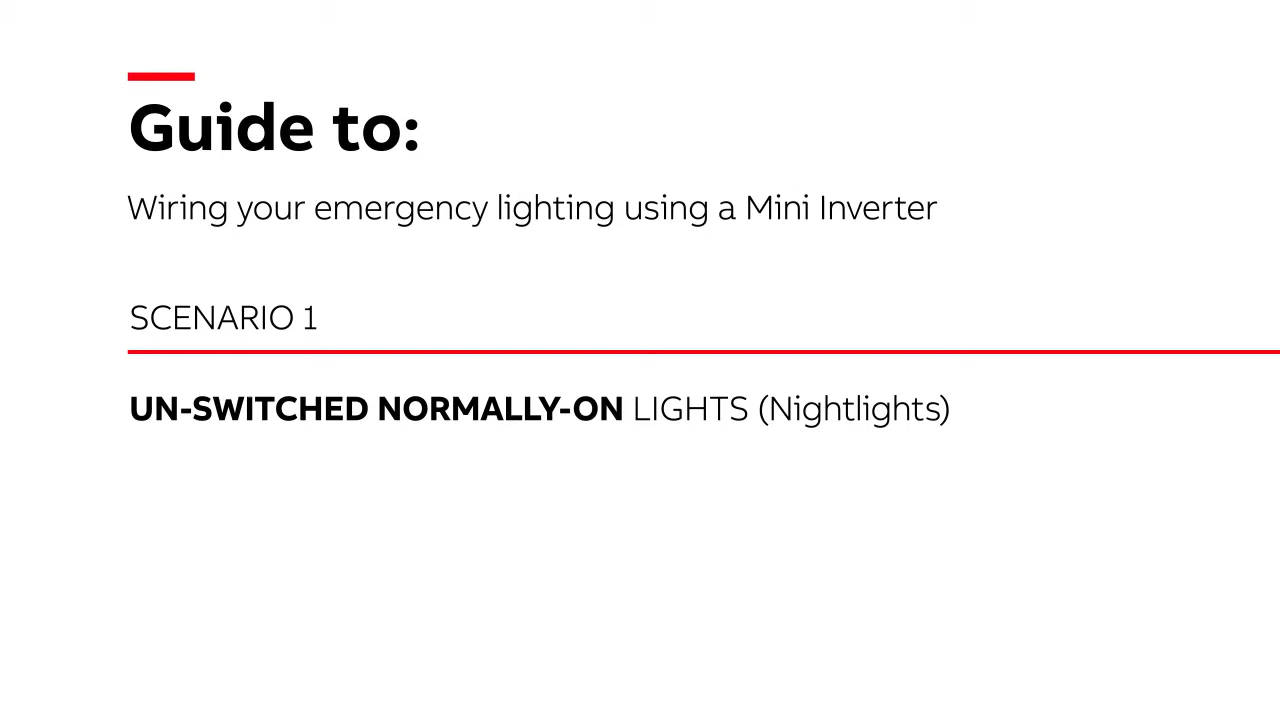 Guide to:
Wiring your emergency lighting using a Mini Inverter
SCENARIO 1
UN-SWITCHED NORMALLY-ON LIGHTS (Nightlights)